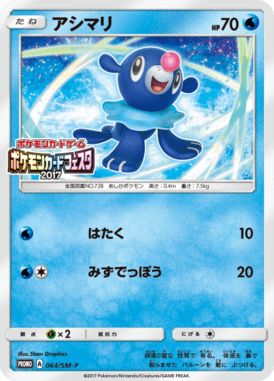 たね アシマリ HP70
ポケモンカードゲーム
ポケモンカードフェスタ
2017
全国図鑑NO.728 あしかポケモン 高さ：0.4m 重さ：7.5kg
はたく 10
みずでっぽう 20
弱点 ×2 抵抗力 にげる
Illus. 5ban Graphics
PROMO A 064/SM-P
©2017 Pokémon/Nintendo/Creatures/GAME FREAK.